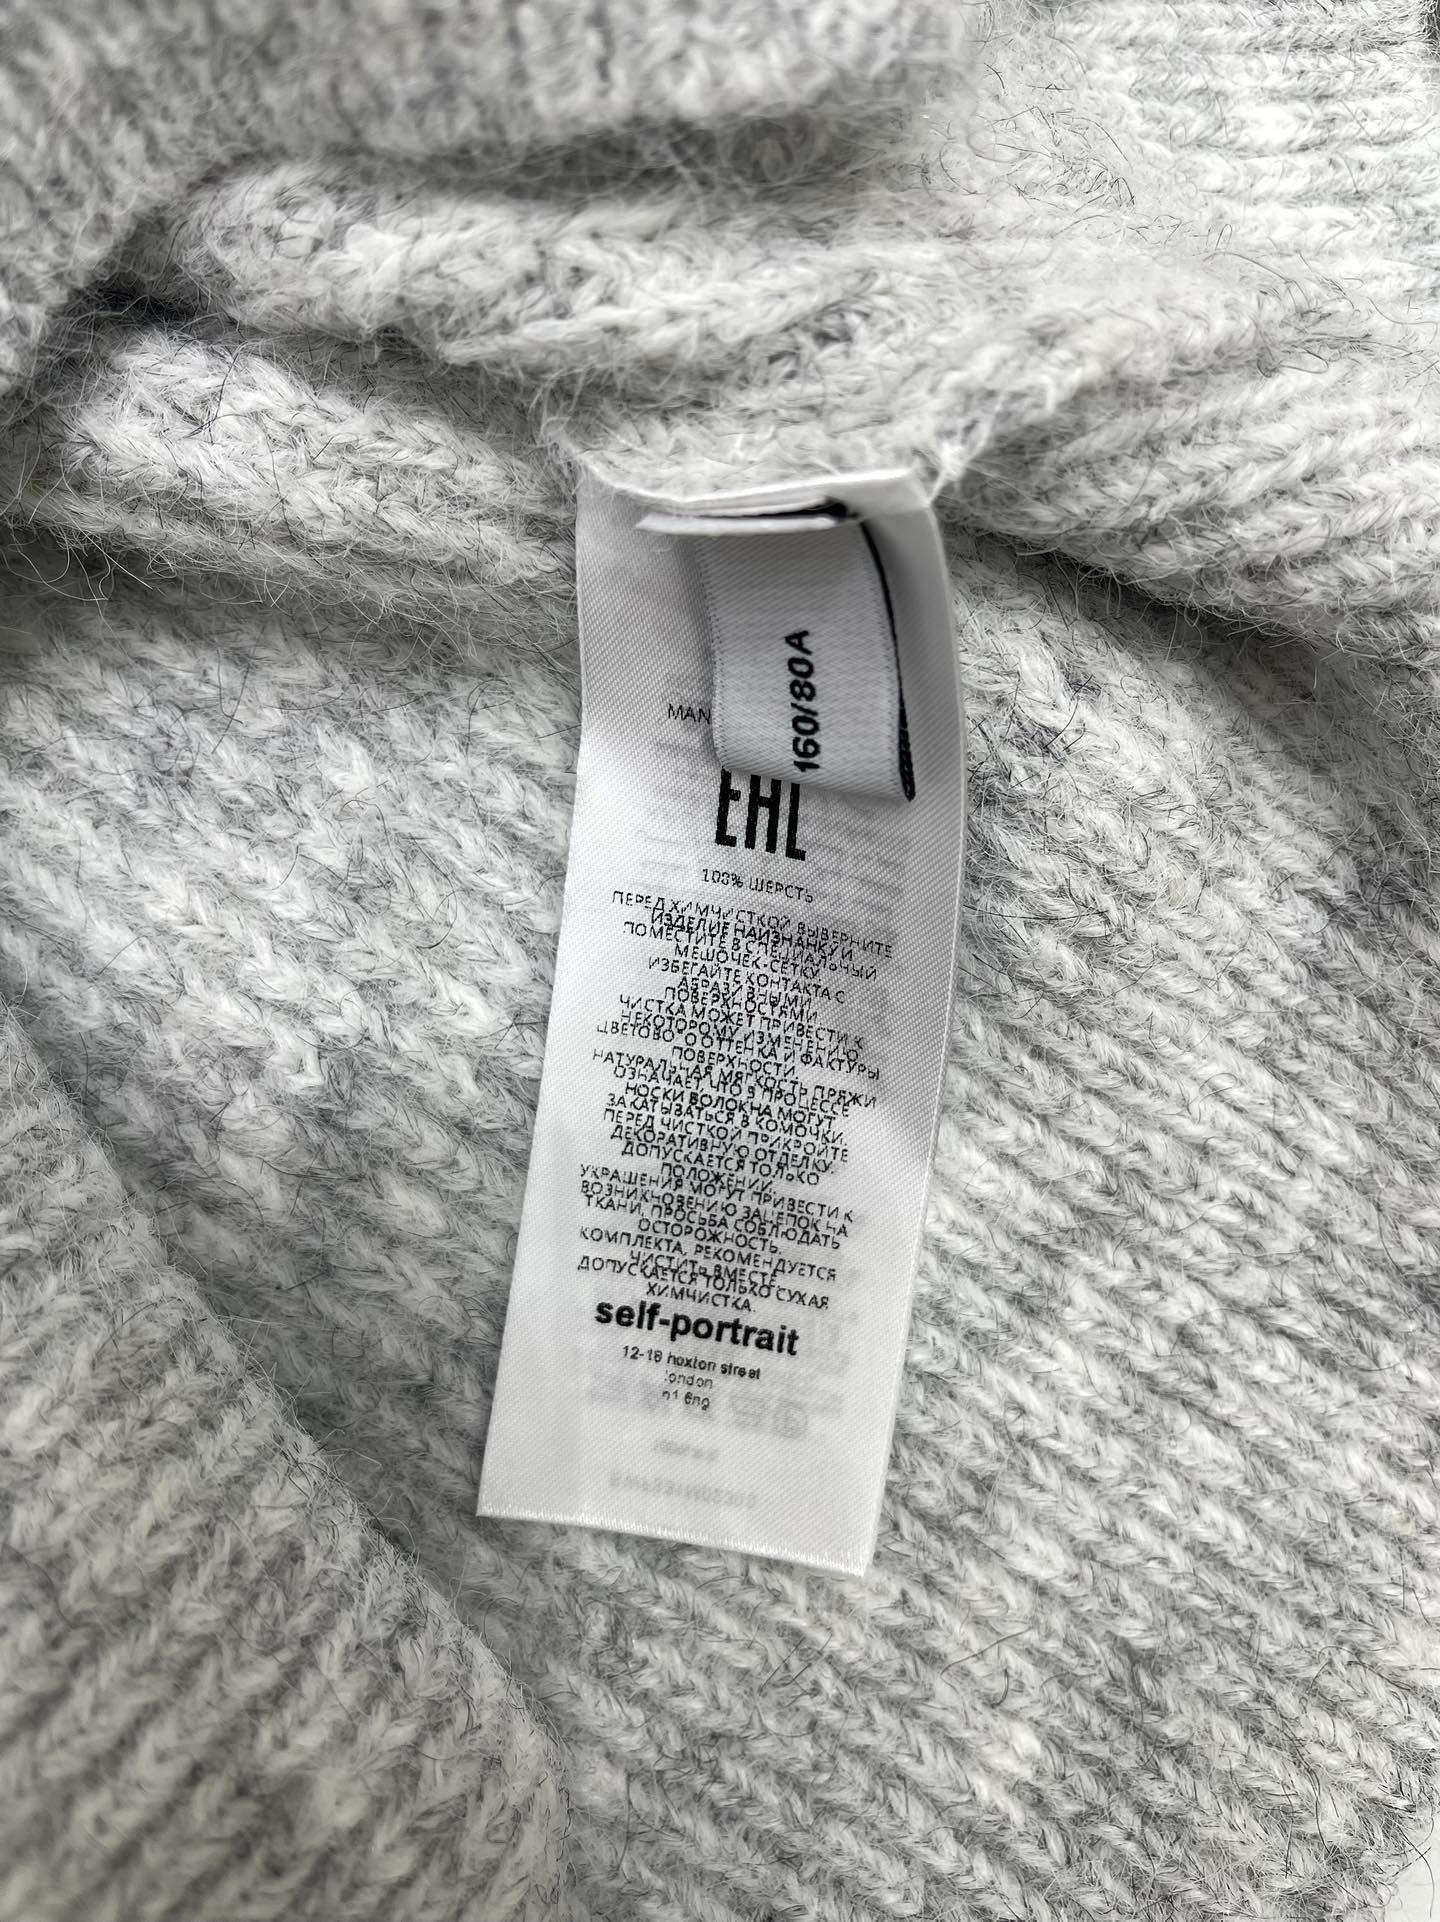 160/80A
MAN
EHL
100% ШЕРСТЬ
ПЕРЕД ХИМЧИСТКОЙ ВЫВЕРНИТЕ
ИЗДЕЛИЕ НАИЗНАНКУ И
ПОМЕСТИТЕ В СПЕЦИАЛЬНЫЙ
МЕШОЧЕК-СЕТКУ
ИЗБЕГАЙТЕ КОНТАКТА С
АБРАЗИВНЫМИ
ПОВЕРХНОСТЯМИ
ЧИСТКА МОЖЕТ ПРИВЕСТИ К
НЕКОТОРОМУ ИЗМЕНЕНИЮ
ЦВЕТОВОГО ОТТЕНКА И ФАКТУРЫ
ПОВЕРХНОСТИ.
НАТУРАЛЬНАЯ МЯГКОСТЬ ПРЯЖИ
ОЗНАЧАЕТ, ЧТО В ПРОЦЕССЕ
НОСКИ ВОЛОКНА МОГУТ
ЗАКАТЫВАТЬСЯ В КОМОЧКИ.
ПЕРЕД ЧИСТКОЙ ПРИКРОЙТЕ
ДЕКОРАТИВНУЮ ОТДЕЛКУ.
ДОПУСКАЕТСЯ ТОЛЬКО
ПОЛОЖЕНИИ.
УКРАШЕНИЯ МОГУТ ПРИВЕСТИ К
ВОЗНИКНОВЕНИЮ ЗАЦЕПОК НА
ТКАНИ, ПРОСЬБА СОБЛЮДАТЬ
ОСТОРОЖНОСТЬ.
КОМПЛЕКТА, РЕКОМЕНДУЕТСЯ
ЧИСТИТЬ ВМЕСТЕ.
ДОПУСКАЕТСЯ ТОЛЬКО СУХАЯ
ХИМЧИСТКА.
self-portrait
12-18 hoxton street
london
n1 6ng